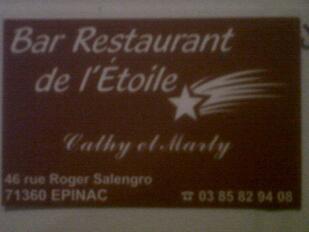 Bar Restaurant
de l'Étoile
Cathy et Marty
46 rue Roger Salengro
71360 EPINAC ☎ 03 85 82 94 08